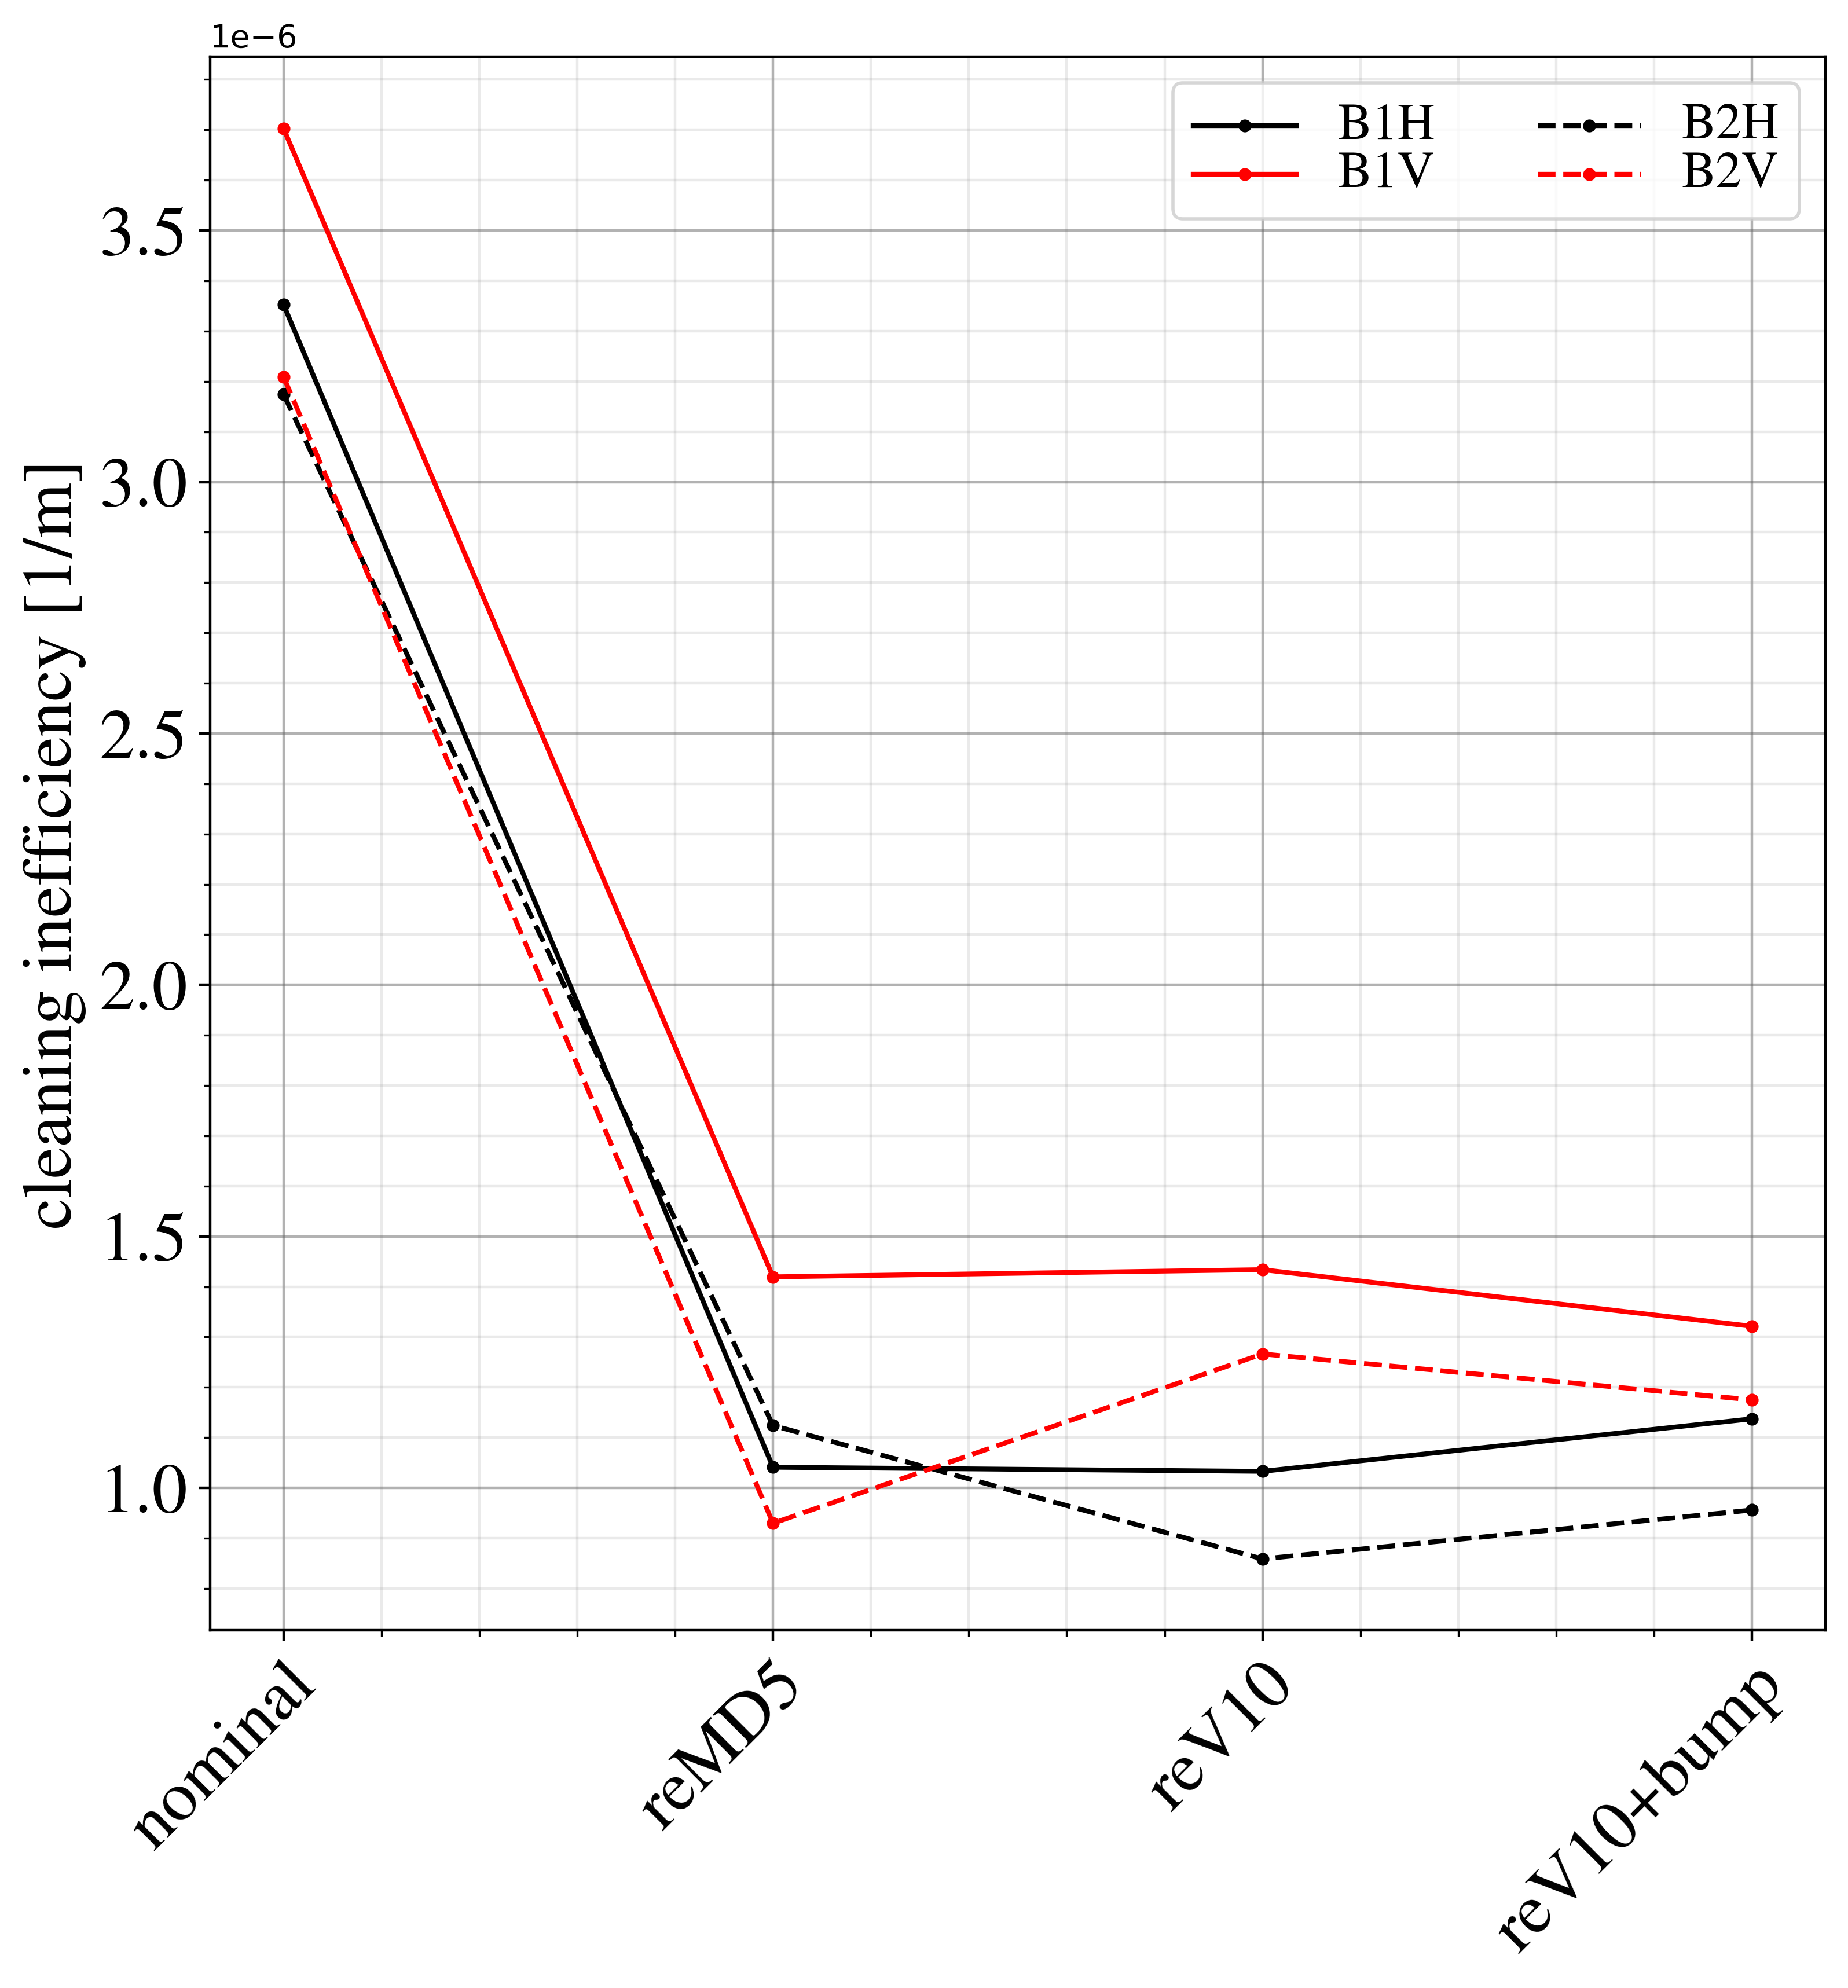 1e−6
B1H
B1V
B2H
B2V
cleaning inefficiency [1/m]
3.5
3.0
2.5
2.0
1.5
1.0
nominal
reMD5
reV10
reV10+bump